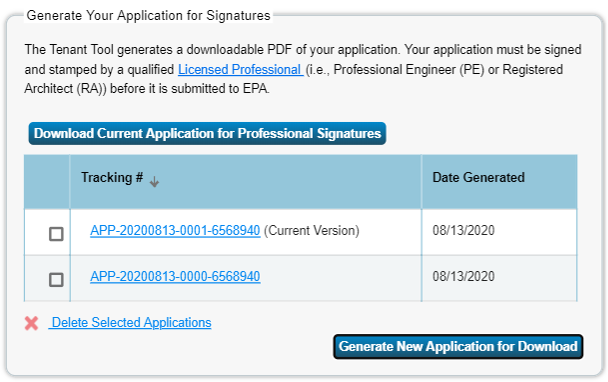 Generate Your Application for Signatures
The Tenant Tool generates a downloadable PDF of your application. Your application must be signed
and stamped by a qualified Licensed Professional (i.e., Professional Engineer (PE) or Registered
Architect (RA)) before it is submitted to EPA.
Download Current Application for Professional Signatures
Tracking # Date Generated
APP-20200813-0001-6568940 (Current Version) 08/13/2020
APP-20200813-0000-6568940 08/13/2020
Delete Selected Applications
Generate New Application for Download